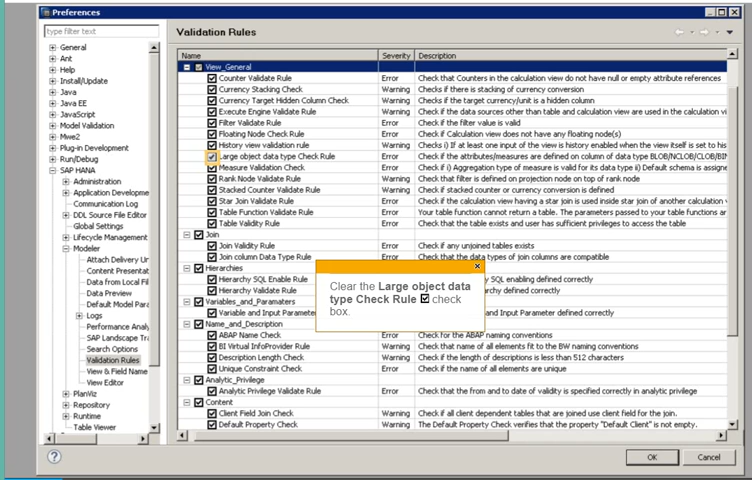 Preferences
type filter text
General
Ant
Help
Install/Update
Java
Java EE
JavaScript
Model Validation
Mwe2
Plug-in Development
Run/Debug
SAP HANA
Administration
Application Developme
Communication Log
DDL Source File Editor
Global Settings
Lifecycle Management
Modeler
Attach Delivery Ur
Content Presentat
Data from Local Fil
Data Preview
Default Model Para
Logs
Performance Analy
SAP Landscape Tra
Search Options
Validation Rules
View & Field Name
View Editor
PlanViz
Repository
Runtime
Table Viewer
Validation Rules
Name Severity Description
View_General
Counter Validate Rule Error Check that Counters in the calculation view do not have null or empty attribute references
Currency Stacking Check Warning Checks if there is stacking of currency conversion
Currency Target Hidden Column Check Warning Checks if the target currency/unit is a hidden column
Execute Engine Validate Rule Warning Check if the data sources other than table and calculation view are used in the calculation vi
Filter Validate Rule Error Check if the filter value is valid
Floating Node Check Rule Error Check if Calculation View does not have any floating node(s)
History view validation rule Warning Checks i) If at least one input of the view is history enabled when the view itself is set to his
Large object data type Check Rule Error Check if the attributes/measures are defined on column of data type BLOB/NCLOB/CLOB/BIN
Measure Validation Check Error Check if i) Aggregation type of measure is valid for its data type ii) Default schema is assigne
Rank Node Validate Rule Warning Check that filter is defined on projection node on top of rank node
Stacked Counter Validate Rule Warning Check if stacked counter or currency conversion is defined
Star Join Validate Rule Error Check if the calculation view having a star join is used inside star join of another calculation v
Table Function Validate Rule Error Your table function cannot return a table. The parameters passed to your table functions ar
Table Validity Rule Error Check that the table exists and user has sufficient privileges to access the table
Join
Join Validity Rule Error Check if any unjoined tables exists
Join column Data Type Rule Error Check that the data types of join columns are compatible
Hierarchies
Hierarchy SQL Enable Rule SQL enabling defined correctly
Hierarchy Validate Rule archy defined correctly
Variables_and_Paramaters
Variable and Input Parameter and Input Parameter defined correctly
Name_and_Description
ABAP Name Check Error Check for the ABAP naming conventions
BI Virtual InfoProvider Rule Warning Check that name of all elements fit to the BW naming conventions
Description Length Check Warning Check if the length of descriptions is less than 512 characters
Unique Constraint Check Error Check if the name of all elements are unique
Analytic_Privilege
Analytic Privilege Validate Rule Error Check that the from and to date of validity is specified correctly in analytic privilege
Content
Client Field Join Check Warning Check if all client dependent tables that are joined use client field for the join.
Default Property Check Warning The Default Property Check verifies that the property "Default Client" is not empty.
Clear the Large object data
type Check Rule check
box.
OK Cancel